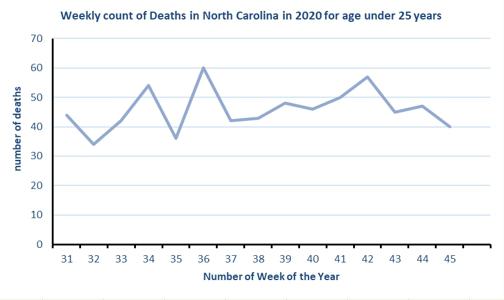 Weekly count of Deaths in North Carolina in 2020 for age under 25 years
70
60
50
40
30
20
10
0
number of deaths
31 32 33 34 35 36 37 38 39 40 41 42 43 44 45
Number of Week of the Year